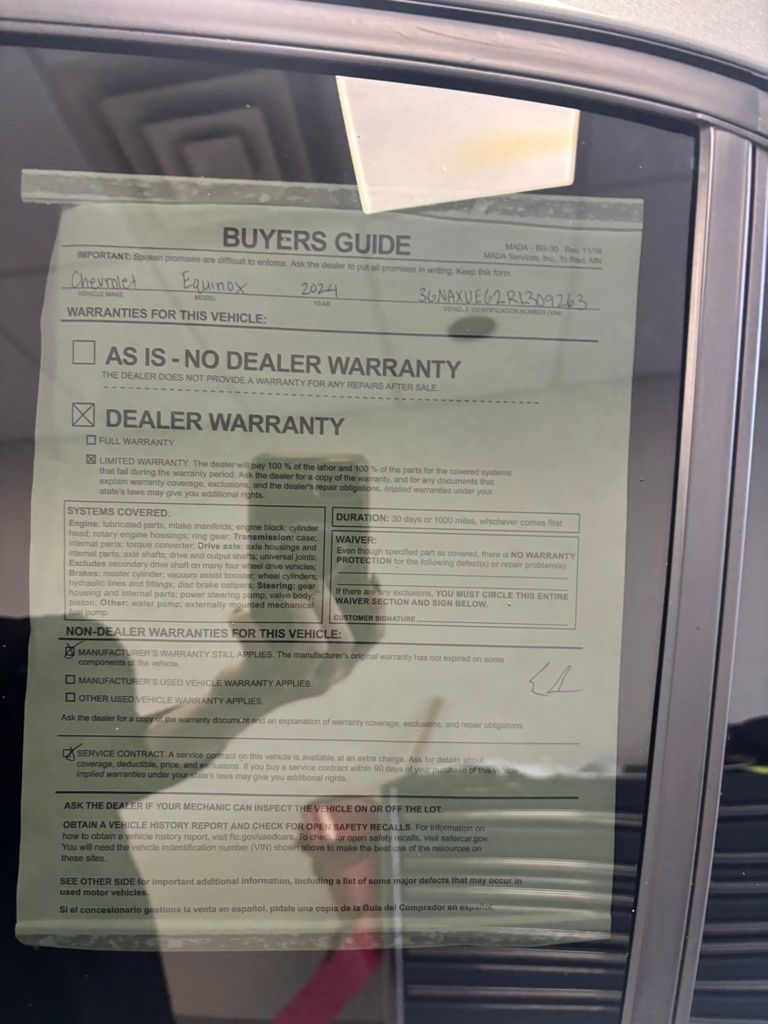 BUYERS GUIDE
MADA - BG-30 Rev. 11/16
MADA Services, Inc., St. Paul, MN
IMPORTANT: Spoken promises are difficult to enforce. Ask the dealer to put all promises in writing. Keep this form.
Chevrolet Equinox 2024 3GNAXUEG2RL309263
VEHICLE MAKE MODEL YEAR VEHICLE IDENTIFICATION NUMBER (VIN)
WARRANTIES FOR THIS VEHICLE:
AS IS - NO DEALER WARRANTY
THE DEALER DOES NOT PROVIDE A WARRANTY FOR ANY REPAIRS AFTER SALE.
DEALER WARRANTY
FULL WARRANTY
LIMITED WARRANTY. The dealer will pay 100 % of the labor and 100 % of the parts for the covered systems
that fail during the warranty period. Ask the dealer for a copy of the warranty, and for any documents that
explain warranty coverage, exclusions, and the dealer's repair obligations. Implied warranties under your
state's laws may give you additional rights.
SYSTEMS COVERED:
Engine: lubricated parts; intake manifolds; engine block; cylinder
head; rotary engine housings; ring gear; Transmission: case;
internal parts; torque converter; Drive axle: axle housings and
internal parts; axle shafts; drive and output shafts; universal joints;
Excludes secondary drive shaft on many four wheel drive vehicles;
Brakes: master cylinder; vacuum assist booster; wheel cylinders;
hydraulic lines and fittings; disc brake calipers; Steering: gear
housing and internal parts; power steering pump; valve body;
piston; Other: water pump, externally mounted mechanical
fuel pump.
DURATION: 30 days or 1000 miles, whichever comes first
WAIVER:
Even though specified part as covered, there is NO WARRANTY
PROTECTION for the following defect(s) or repair problem(s):
If there are any exclusions, YOU MUST CIRCLE THIS ENTIRE
WAIVER SECTION AND SIGN BELOW.
CUSTOMER SIGNATURE
NON-DEALER WARRANTIES FOR THIS VEHICLE:
MANUFACTURER'S WARRANTY STILL APPLIES. The manufacturer's original warranty has not expired on some
components of the vehicle.
MANUFACTURER'S USED VEHICLE WARRANTY APPLIES.
OTHER USED VEHICLE WARRANTY APPLIES.
Ask the dealer for a copy of the warranty document and an explanation of warranty coverage, exclusions, and repair obligations.
SERVICE CONTRACT. A service contract on this vehicle is available at an extra charge. Ask for details about
coverage, deductible, price, and exclusions. If you buy a service contract within 90 days of your purchase of this vehicle,
implied warranties under your state's laws may give you additional rights.
ASK THE DEALER IF YOUR MECHANIC CAN INSPECT THE VEHICLE ON OR OFF THE LOT.
OBTAIN A VEHICLE HISTORY REPORT AND CHECK FOR OPEN SAFETY RECALLS. For information on
how to obtain a vehicle history report, visit ftc.gov/usedcars. To check for open safety recalls, visit safercar.gov.
You will need the vehicle indentification number (VIN) shown above to make the best use of the resources on
these sites.
SEE OTHER SIDE for important additional information, including a list of some major defects that may occur in
used motor vehicles.
Si el concesionario gestiona la venta en español, pídale una copia de la Guía del Comprador en español.